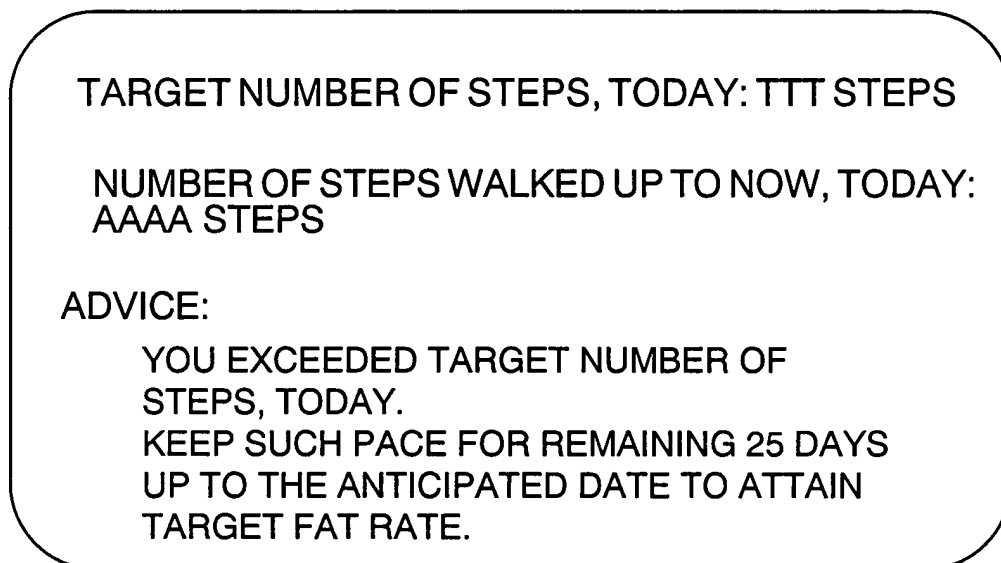 TARGET NUMBER OF STEPS, TODAY: TTT STEPS
NUMBER OF STEPS WALKED UP TO NOW, TODAY:
AAAA STEPS
ADVICE:
YOU EXCEEDED TARGET NUMBER OF
STEPS, TODAY.
KEEP SUCH PACE FOR REMAINING 25 DAYS
UP TO THE ANTICIPATED DATE TO ATTAIN
TARGET FAT RATE.